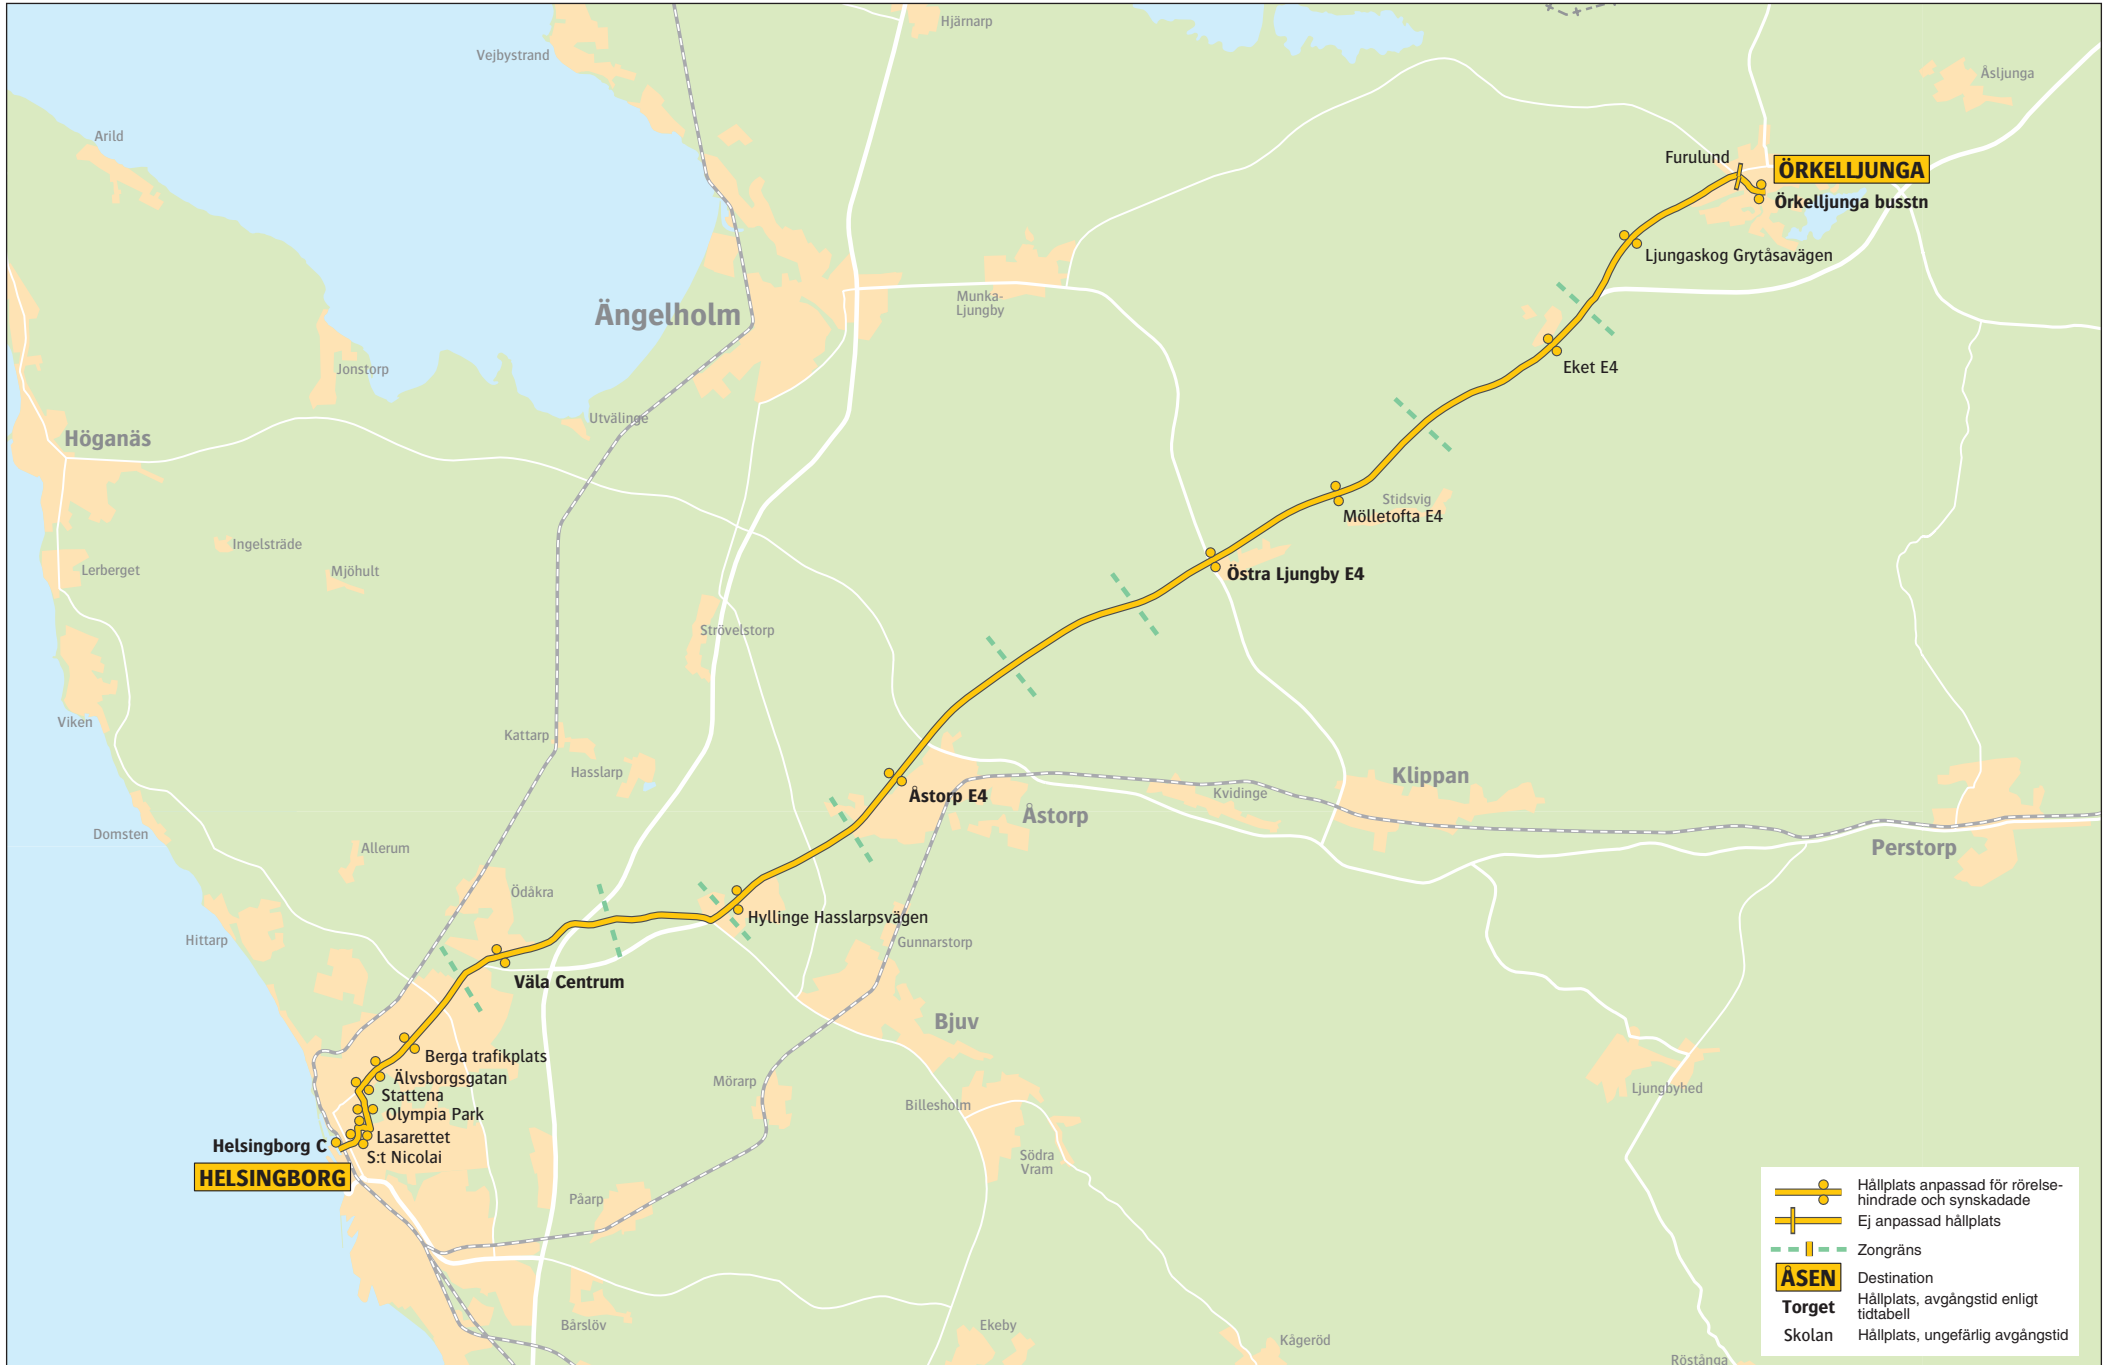 Hjärnarp
Vejbystrand
Åsljunga
Arild
Furulund
ÖRKELLJUNGA
Örkelljunga busstn
Ljungaskog Grytåsavägen
Munka-
Ljungby
Ängelholm
Jonstorp
Eket E4
Utvälinge
Höganäs
Stidsvig
Mölletofta E4
Ingelsträde
Lerberget
Mjöhult
Östra Ljungby E4
Strövelstorp
Viken
Kattarp
Hasslarp
Klippan
Kvidinge
Åstorp E4
Åstorp
Domsten
Allerum
Perstorp
Ödåkra
Hyllinge Hasslarpsvägen
Hittarp
Gunnarstorp
Väla Centrum
Bjuv
Berga trafikplats
Älvsborgsgatan
Mörarp
Stattena
Ljungbyhed
Billesholm
Olympia Park
Lasarettet
Helsingborg C
S:t Nicolai
Södra
Vram
HELSINGBORG
Påarp
Bårslöv
Ekeby
Kågeröd
Röstånga
Hållplats anpassad för rörelse-
hindrade och synskadade
Ej anpassad hållplats
Zongräns
ÅSEN Destination
Torget Hållplats, avgångstid enligt
tidtabell
Skolan Hållplats, ungefärlig avgångstid